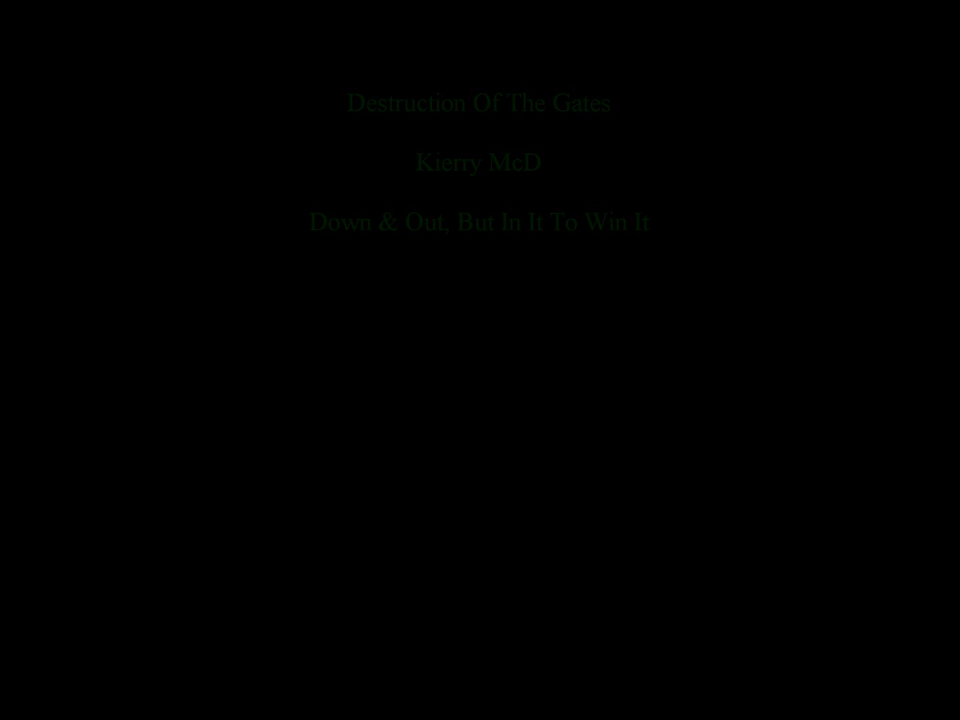 Destruction Of The Gates
Kierry McD
Down & Out, But In It To Win It